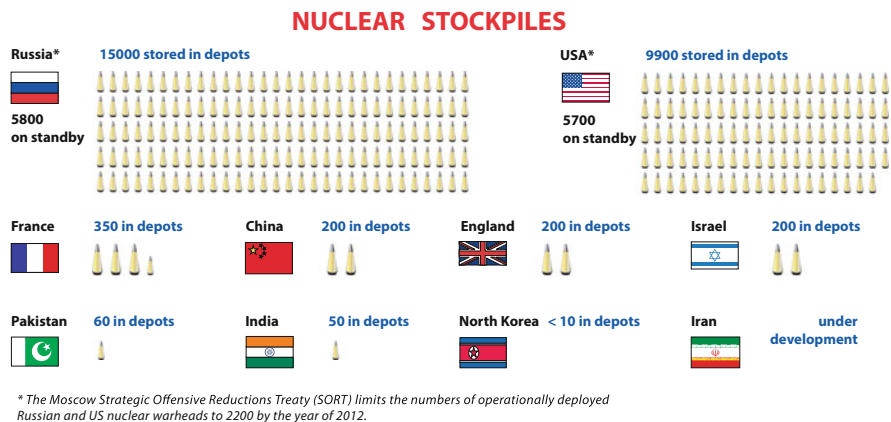 NUCLEAR STOCKPILES
Russia*
15000 stored in depots
5800
on standby
USA*
9900 stored in depots
5700
on standby
France
350 in depots
China
200 in depots
England
200 in depots
Israel
200 in depots
Pakistan
60 in depots
India
50 in depots
North Korea
< 10 in depots
Iran
under
development
* The Moscow Strategic Offensive Reductions Treaty (SORT) limits the numbers of operationally deployed
Russian and US nuclear warheads to 2200 by the year of 2012.